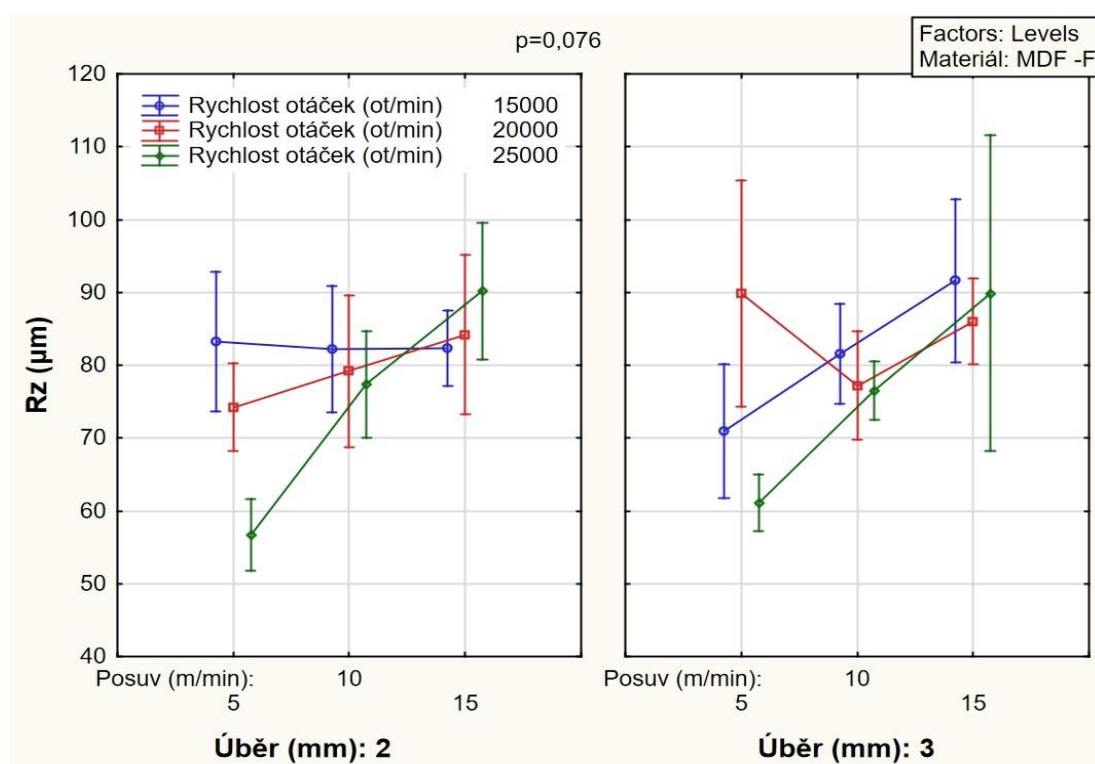 p=0,076
Factors: Levels
Materiál: MDF -F
Rychlost otáček (ot/min) 15000
Rychlost otáček (ot/min) 20000
Rychlost otáček (ot/min) 25000
Rz (µm)
120
110
100
90
80
70
60
50
40
Posuv (m/min):
10
5
15
Posuv (m/min):
10
5
15
Úběr (mm): 2
Úběr (mm): 3